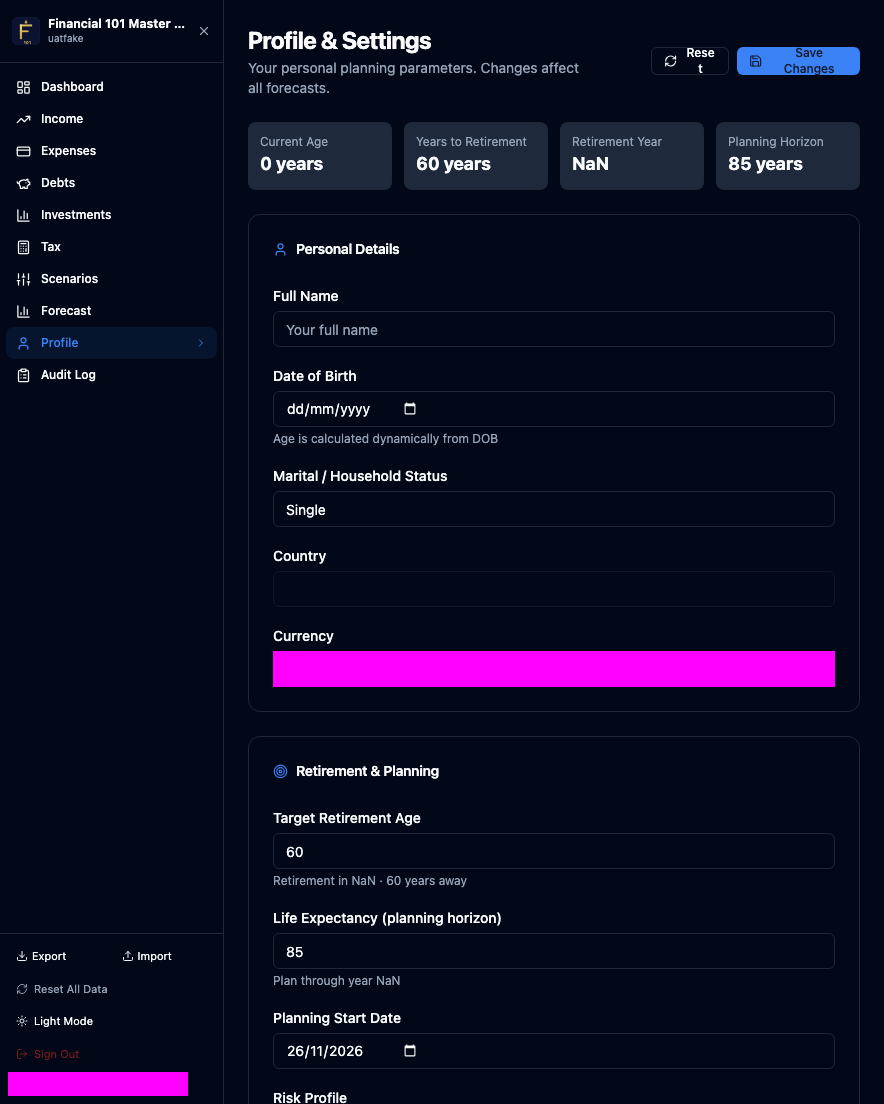 Financial 101 Master ...
uatfake
F
101
Dashboard
Income
Expenses
Debts
Investments
Tax
Scenarios
Forecast
Profile
Audit Log
Export
Import
Reset All Data
Light Mode
Sign Out
Profile & Settings
Your personal planning parameters. Changes affect
all forecasts.
Rese
t
Save
Changes
Current Age
0 years
Years to Retirement
60 years
Retirement Year
NaN
Planning Horizon
85 years
Personal Details
Full Name
Your full name
Date of Birth
dd/mm/yyyy
Age is calculated dynamically from DOB
Marital / Household Status
Single
Country
Currency
Retirement & Planning
Target Retirement Age
60
Retirement in NaN · 60 years away
Life Expectancy (planning horizon)
85
Plan through year NaN
Planning Start Date
26/11/2026
Risk Profile